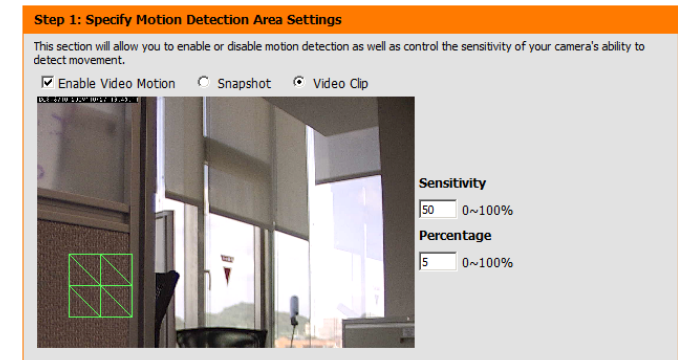 Step 1: Specify Motion Detection Area Settings
This section will allow you to enable or disable motion detection as well as control the sensitivity of your camera's ability to
detect movement.
Enable Video Motion Snapshot Video Clip
Sensitivity
50 0~100%
Percentage
5 0~100%